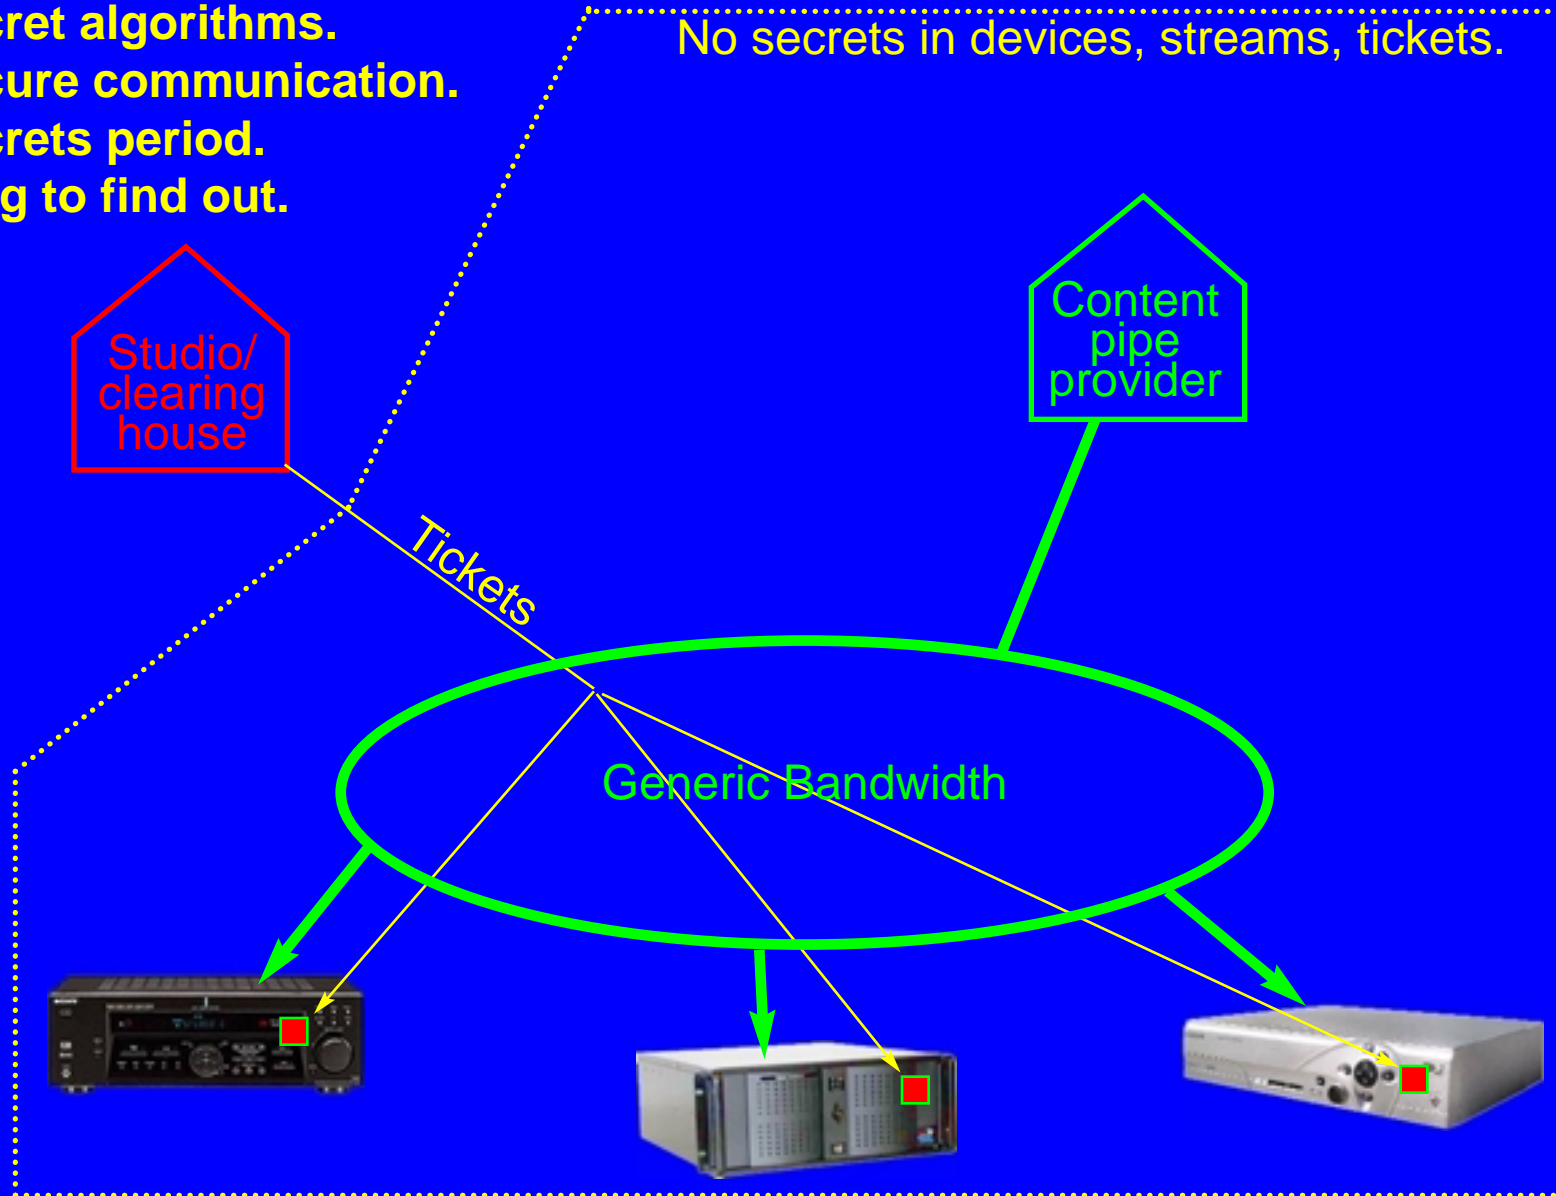 cret algorithms.
cure communication.
crets period.
g to find out.
No secrets in devices, streams, tickets.
Studio/
clearing
house
Content
pipe
provider
Tickets
Generic Bandwidth